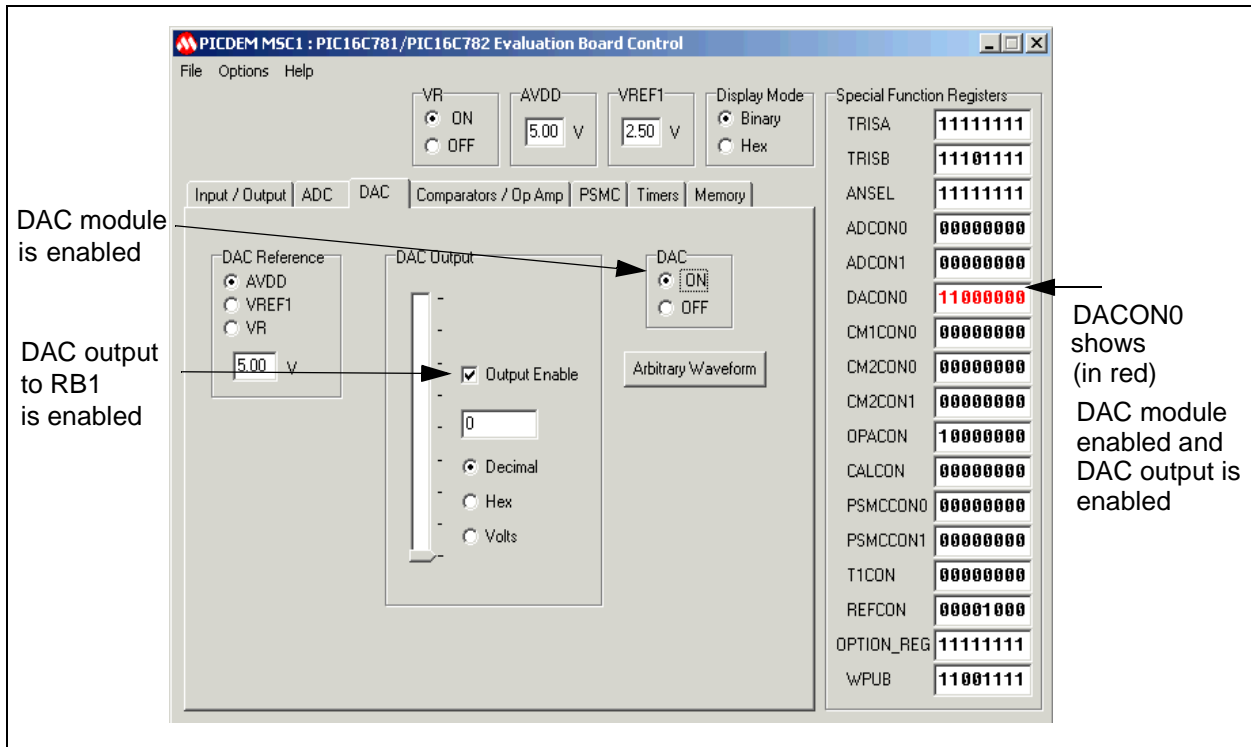 PICDEM MSC1 : PIC16C781/PIC16C782 Evaluation Board Control
File Options Help
VR
ON
OFF
AVDD
5.00 V
VREF1
2.50 V
Display Mode
Binary
Hex
Input / Output ADC DAC Comparators / Op Amp PSMC Timers Memory
DAC module
is enabled
DAC Reference
AVDD
VREF1
VR
5.00 V
DAC output
to RB1
is enabled
DAC Output
Output Enable
0
Decimal
Hex
Volts
DAC
ON
OFF
Arbitrary Waveform
Special Function Registers
TRISA 11111111
TRISB 11101111
ANSEL 11111111
ADCON0 00000000
ADCON1 00000000
DACON0 11000000
CM1CON0 00000000
CM2CON0 00000000
CM2CON1 00000000
OPACON 10000000
CALCON 00000000
PSMCCON0 00000000
PSMCCON1 00000000
T1CON 00000000
REFCON 00001000
OPTION_REG 11111111
WPUB 11001111
DACON0
shows
(in red)
DAC module
enabled and
DAC output is
enabled